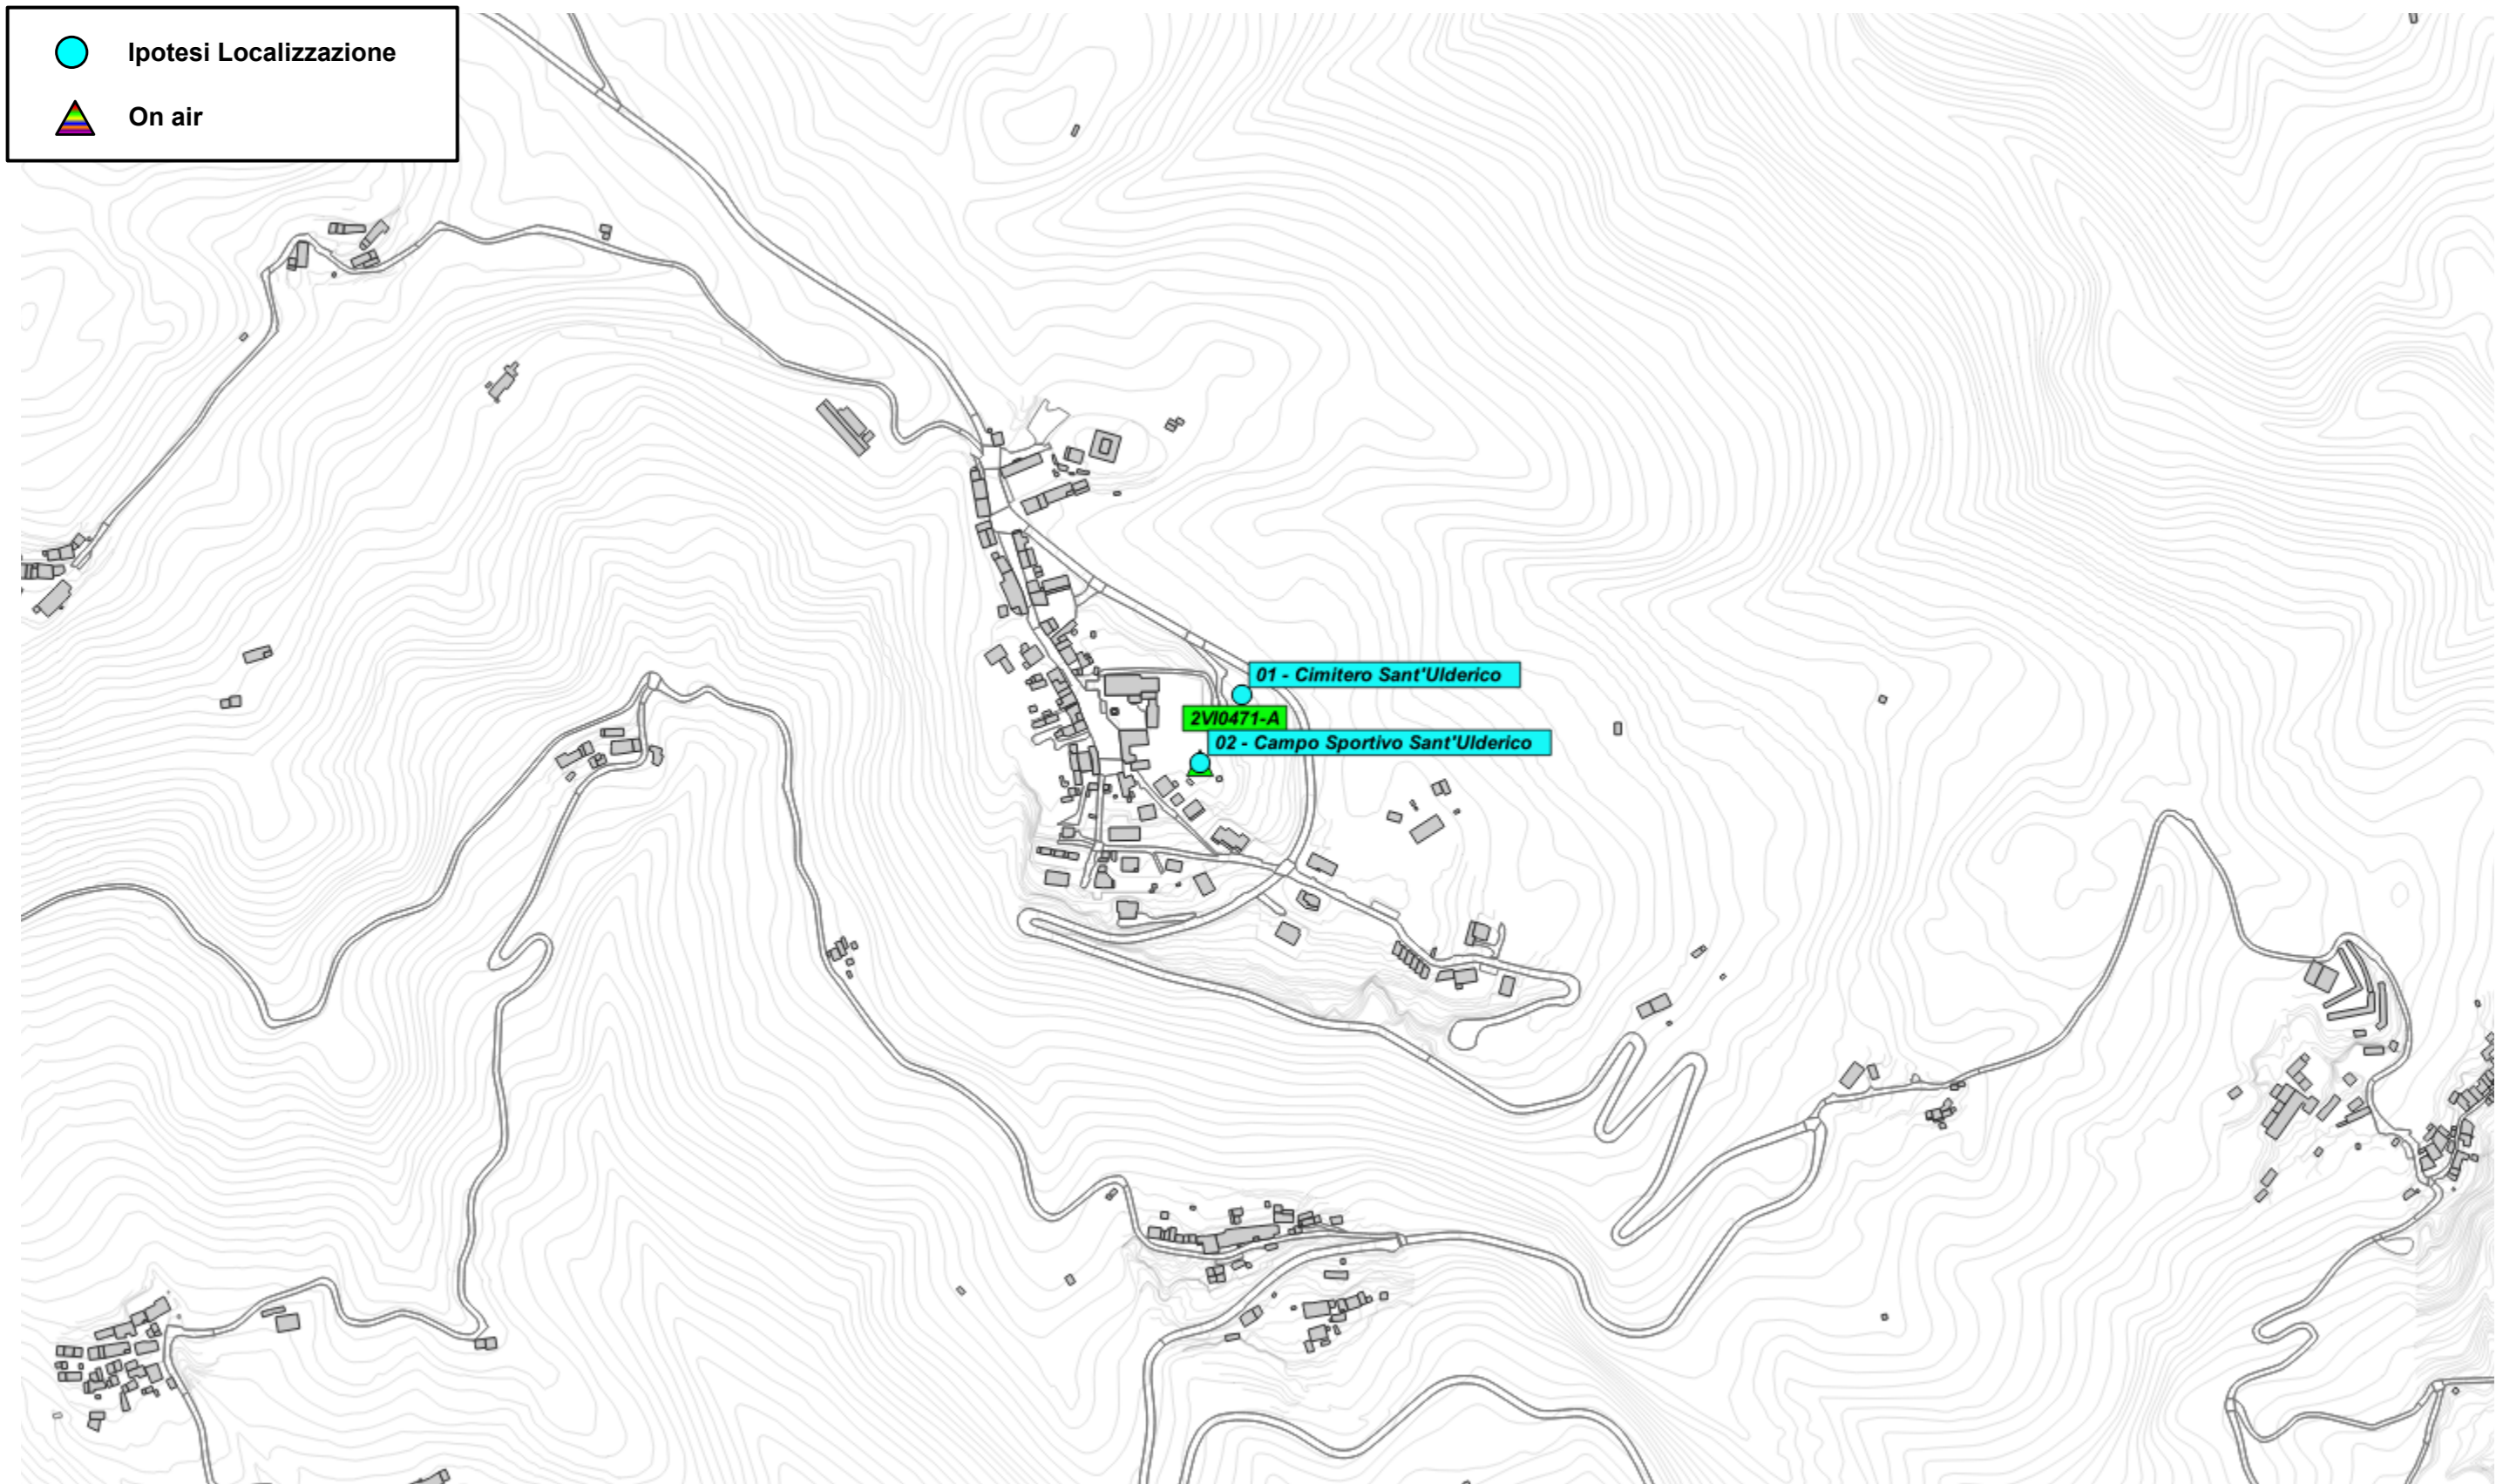 Ipotesi Localizzazione
On air
01 - Cimitero Sant'Ulderico
2VI0471-A
02 - Campo Sportivo Sant'Ulderico